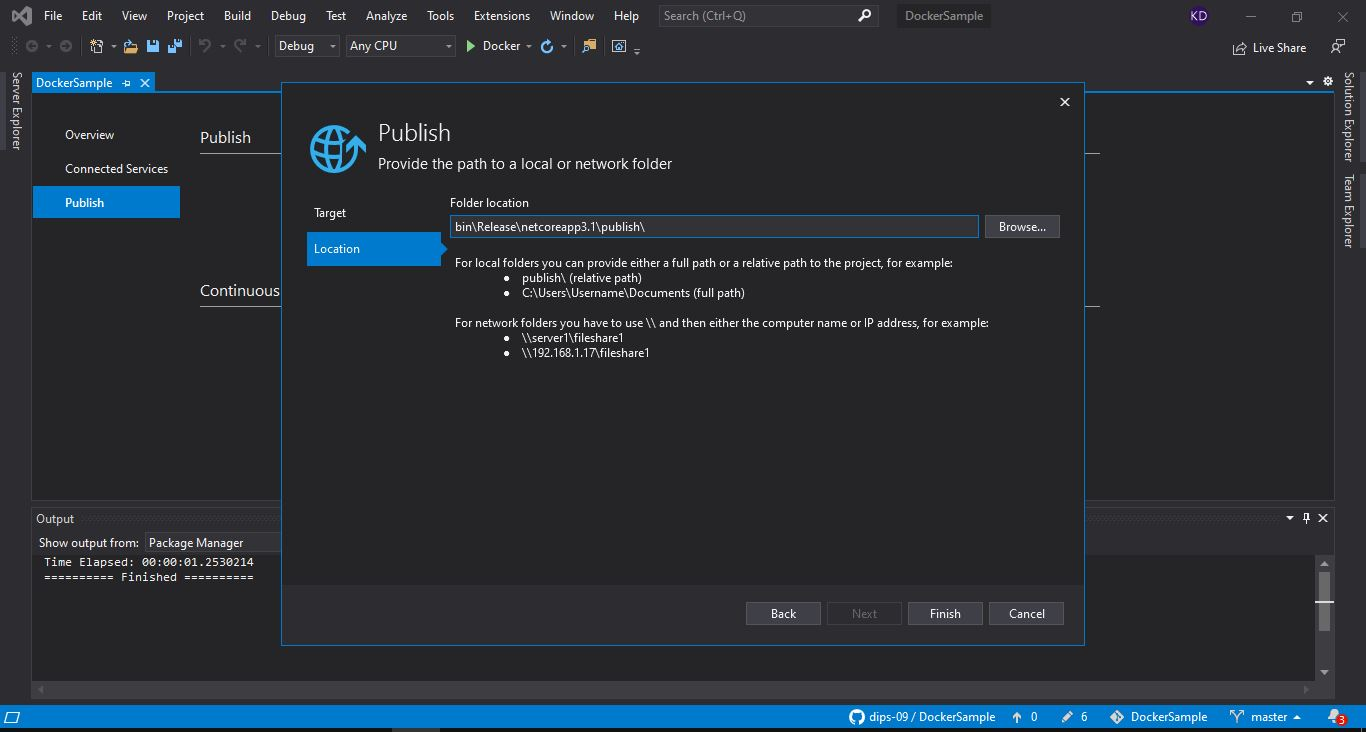 File Edit View Project Build Debug Test Analyze Tools Extensions Window Help Search (Ctrl+Q) DockerSample KD
Debug Any CPU Docker Live Share
Server Explorer
DockerSample
Solution Explorer
Team Explorer
Overview
Connected Services
Publish
Publish
Continuous
Publish
Provide the path to a local or network folder
Target
Location
Folder location
bin\Release\netcoreapp3.1\publish\ Browse...
For local folders you can provide either a full path or a relative path to the project, for example:
• publish\ (relative path)
• C:\Users\Username\Documents (full path)
For network folders you have to use \\ and then either the computer name or IP address, for example:
• \\server1\fileshare1
• \\192.168.1.17\fileshare1
Back Next Finish Cancel
Output
Show output from: Package Manager
Time Elapsed: 00:00:01.2530214
========== Finished ==========
dips-09 / DockerSample 0 6 DockerSample master 3